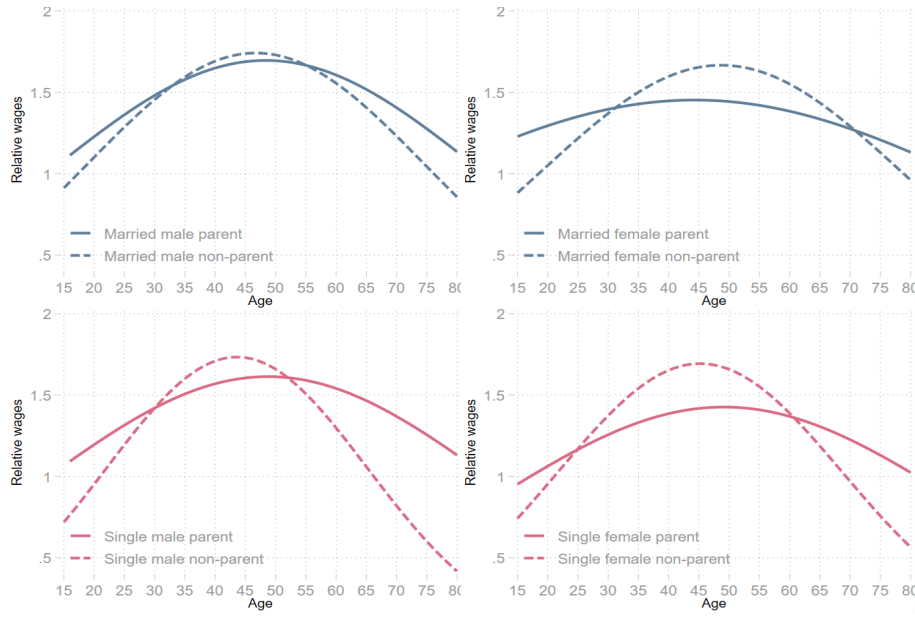 2
1.5
1
.5
Relative wages
Married male parent
Married male non-parent
15 20 25 30 35 40 45 50 55 60 65 70 75 80
Age
2
1.5
1
.5
Relative wages
Married female parent
Married female non-parent
15 20 25 30 35 40 45 50 55 60 65 70 75 80
Age
2
1.5
1
.5
Relative wages
Single male parent
Single male non-parent
15 20 25 30 35 40 45 50 55 60 65 70 75 80
Age
2
1.5
1
.5
Relative wages
Single female parent
Single female non-parent
15 20 25 30 35 40 45 50 55 60 65 70 75 80
Age